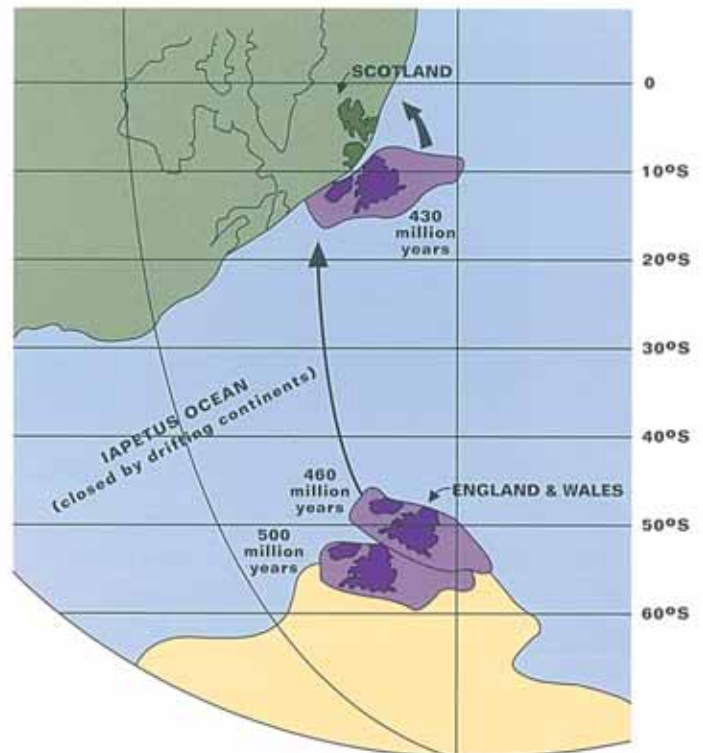 SCOTLAND
0
10ºS
430
million
years
20ºS
30ºS
IAPETUS OCEAN
(closed by drifting continents)
40ºS
460
million
years
ENGLAND & WALES
50ºS
500
million
years
60ºS